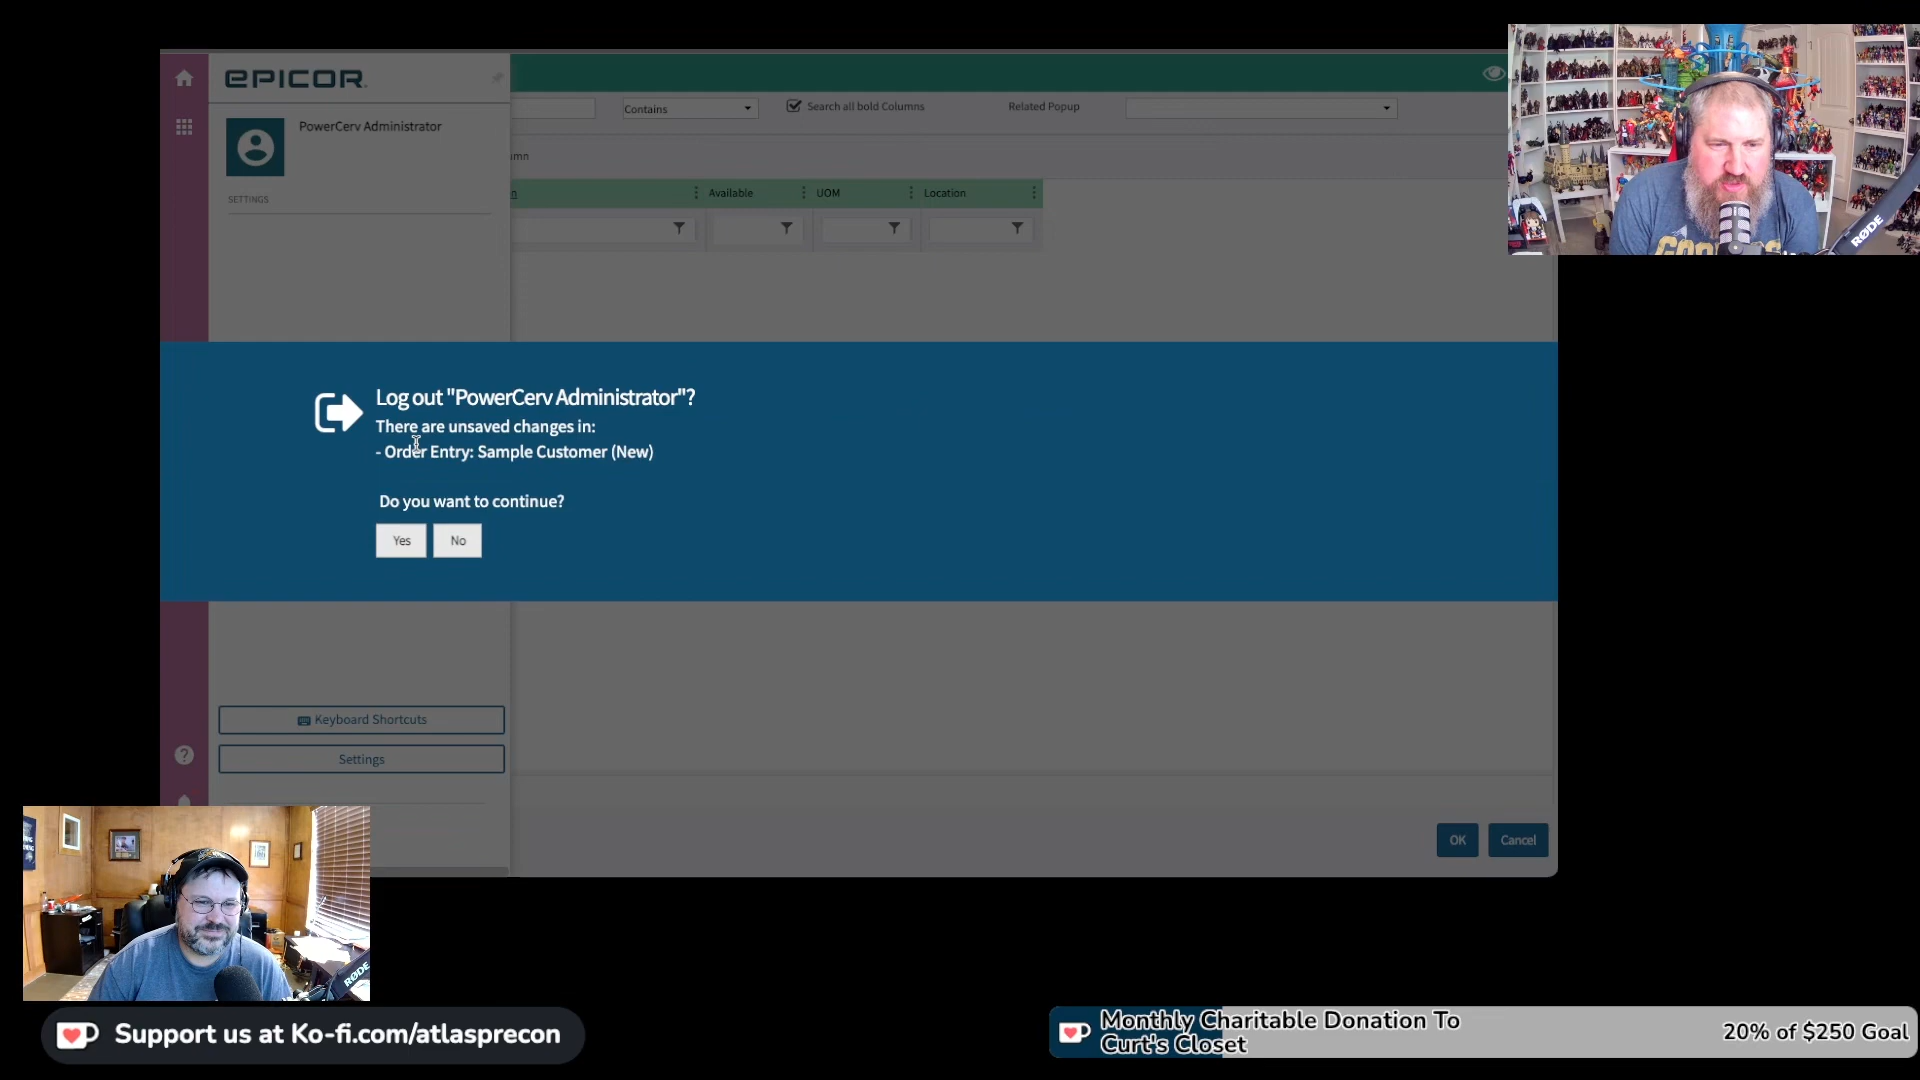 EPICOR
PowerCerv Administrator
SETTINGS
Contains
Search all bold Columns
Related Popup
umn
n
Available
UOM
Location
Log out "PowerCerv Administrator"?
There are unsaved changes in:
- Order Entry: Sample Customer (New)
Do you want to continue?
Yes
No
Keyboard Shortcuts
Settings
OK
Cancel
RØDE
RØDE
Support us at Ko-fi.com/atlasprecon
Monthly Charitable Donation To
Curt's Closet
20% of $250 Goal